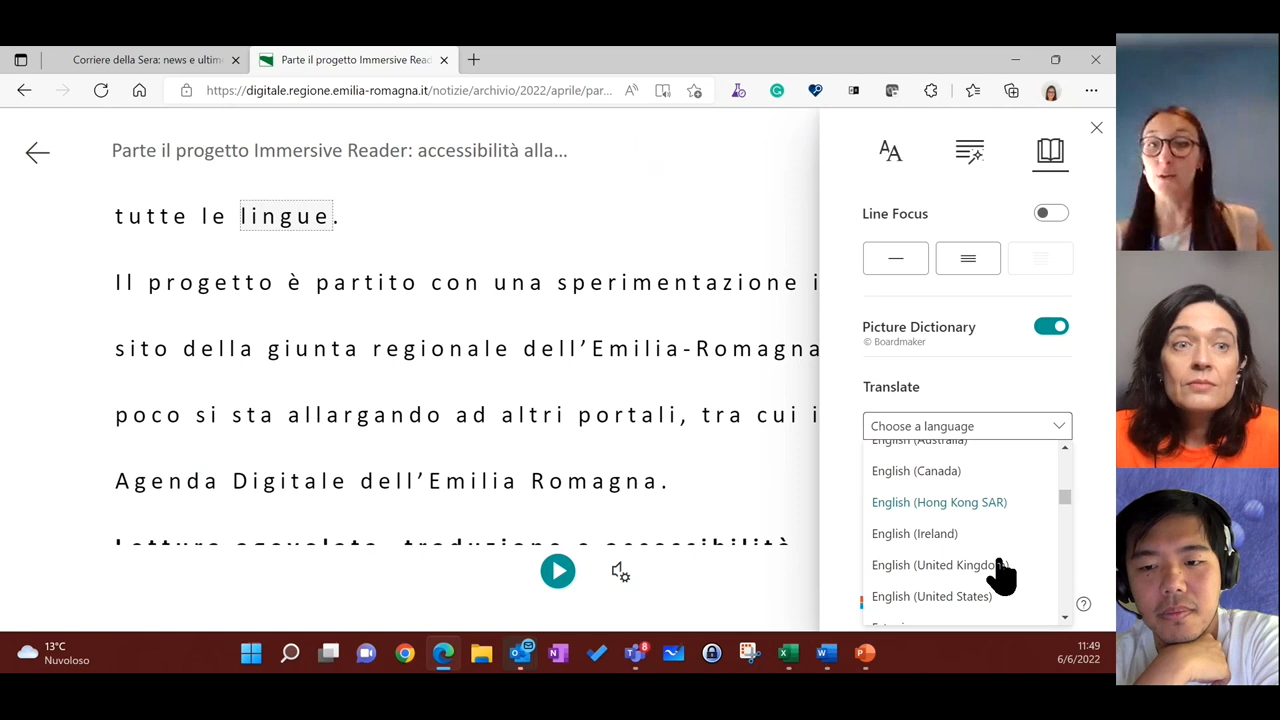 Corriere della Sera: news e ultim
Parte il progetto Immersive Read
https://digitale.regione.emilia-romagna.it/notizie/archivio/2022/aprile/par...
Parte il progetto Immersive Reader: accessibilità alla...
tutte le lingue.
Il progetto è partito con una sperimentazione i
sito della giunta regionale dell’Emilia-Romagna
poco si sta allargando ad altri portali, tra cui i
Agenda Digitale dell’Emilia Romagna.
Line Focus
Picture Dictionary
© Boardmaker
Translate
Choose a language
English (Australia)
English (Canada)
English (Hong Kong SAR)
English (Ireland)
English (United Kingdom)
English (United States)
13°C
Nuvoloso
8
11:49
6/6/2022